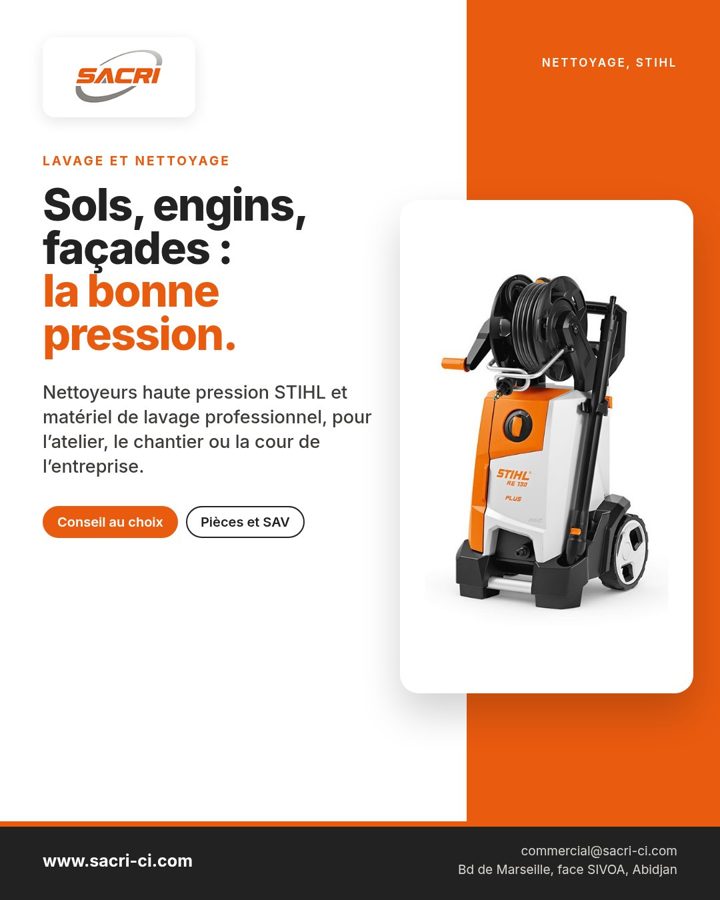 SACRI
NETTOYAGE, STIHL
LAVAGE ET NETTOYAGE
Sols, engins,
façades :
la bonne
pression.
Nettoyeurs haute pression STIHL et
matériel de lavage professionnel, pour
l’atelier, le chantier ou la cour de
l’entreprise.
Conseil au choix
Pièces et SAV
STIHL
RE 130
PLUS
www.sacri-ci.com
commercial@sacri-ci.com
Bd de Marseille, face SIVOA, Abidjan